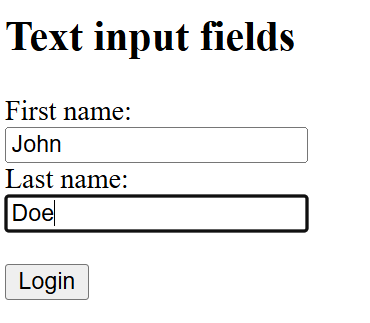 Text input fields
First name:
John
Last name:
Doe
Login